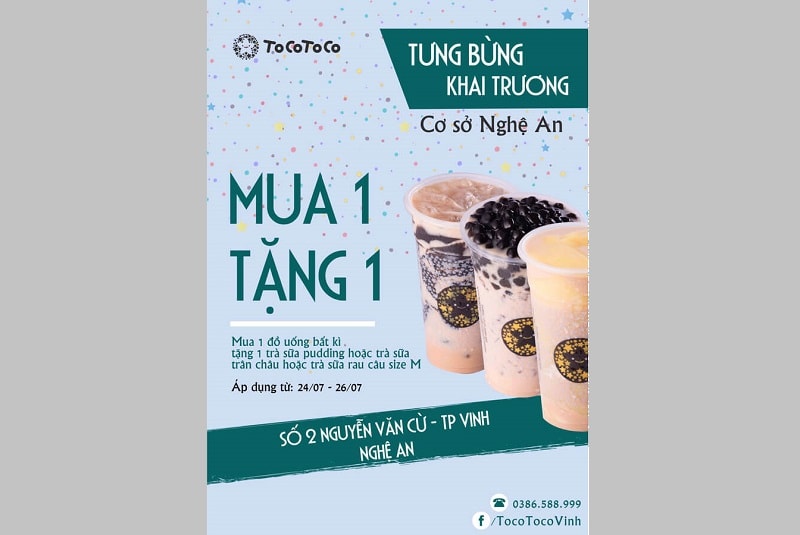 ToCoToCo
TƯNG BỪNG
KHAI TRƯƠNG
Cơ sở Nghệ An
MUA 1
TẶNG 1
Mua 1 đồ uống bất kì .
tặng 1 trà sữa pudding hoặc trà sữa
trân châu hoặc trà sữa rau câu size M
Áp dụng từ: 24/07 - 26/07
SỐ 2 NGUYỄN VĂN CỪ - TP VINH
NGHỆ AN
0386.588.999
/TocoTocoVinh